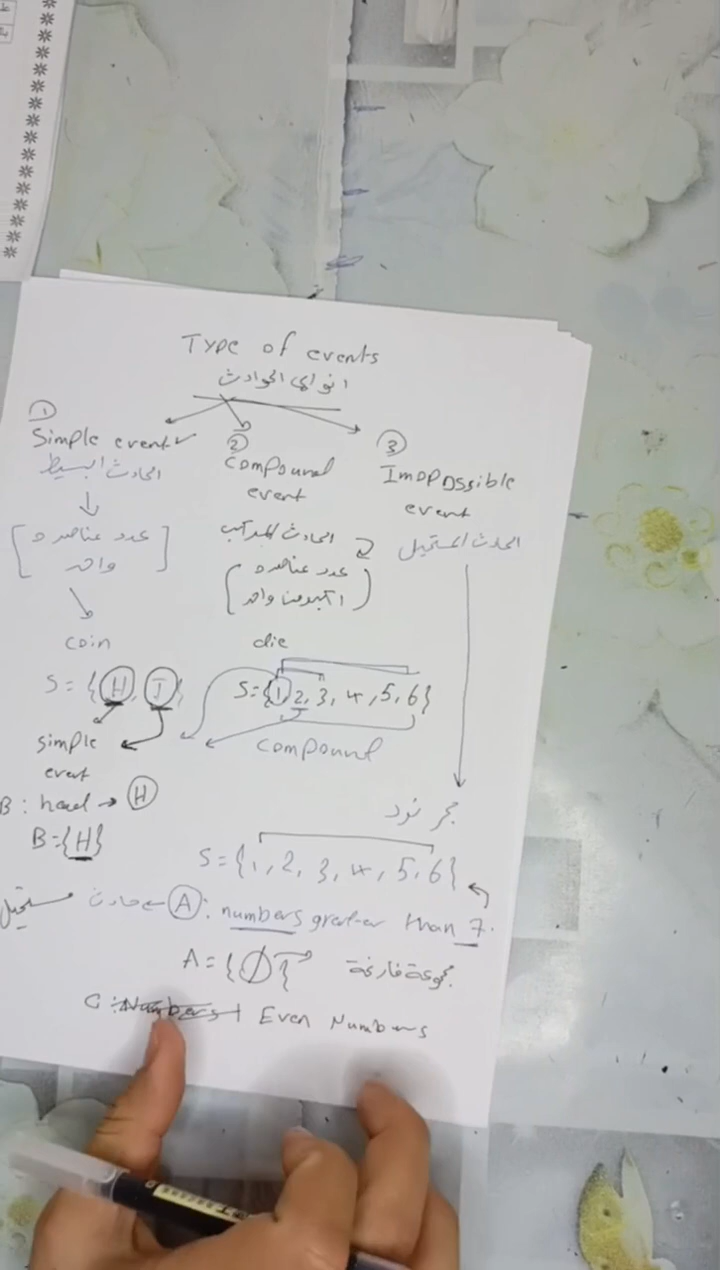 Type of events
انواع الحوادث
①
Simple event ✓
الحادث البسيط
[عدد عناصره
واحد]
coin
S = {H, T}
simple
event
B : head → H
B = {H}
②
Compound
event
الحادث المركب
(عدد عناصره
اكبر من واحد)
die
S = {1, 2, 3, 4, 5, 6}
compound
③
Imopossible
event
الحدث المستحيل
حجر نرد
S = {1, 2, 3, 4, 5, 6}
A : numbers greater than 7.
حادث مستحيل
A = {∅} مجموعة فارغة.
C : Numbers Even Numbers